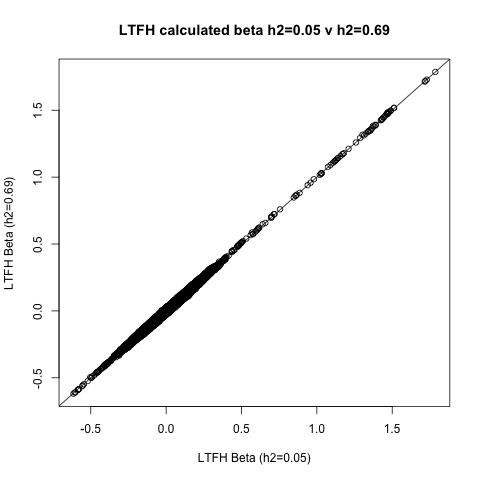 LTFH calculated beta h2=0.05 v h2=0.69
LTFH Beta (h2=0.69)
1.5
1.0
0.5
0.0
-0.5
-0.5 0.0 0.5 1.0 1.5
LTFH Beta (h2=0.05)